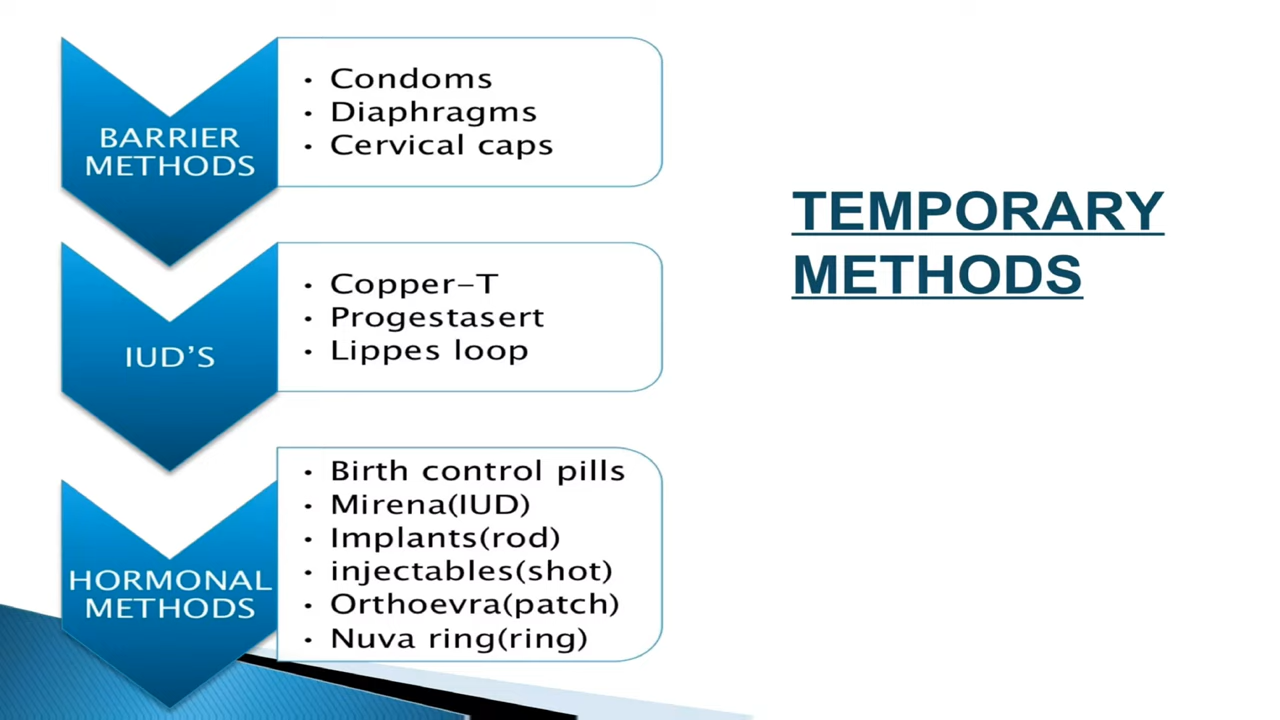 BARRIER
METHODS
• Condoms
• Diaphragms
• Cervical caps
IUD’S
• Copper-T
• Progestasert
• Lippes loop
HORMONAL
METHODS
• Birth control pills
• Mirena(IUD)
• Implants(rod)
• injectables(shot)
• Orthoevra(patch)
• Nuva ring(ring)
TEMPORARY
METHODS